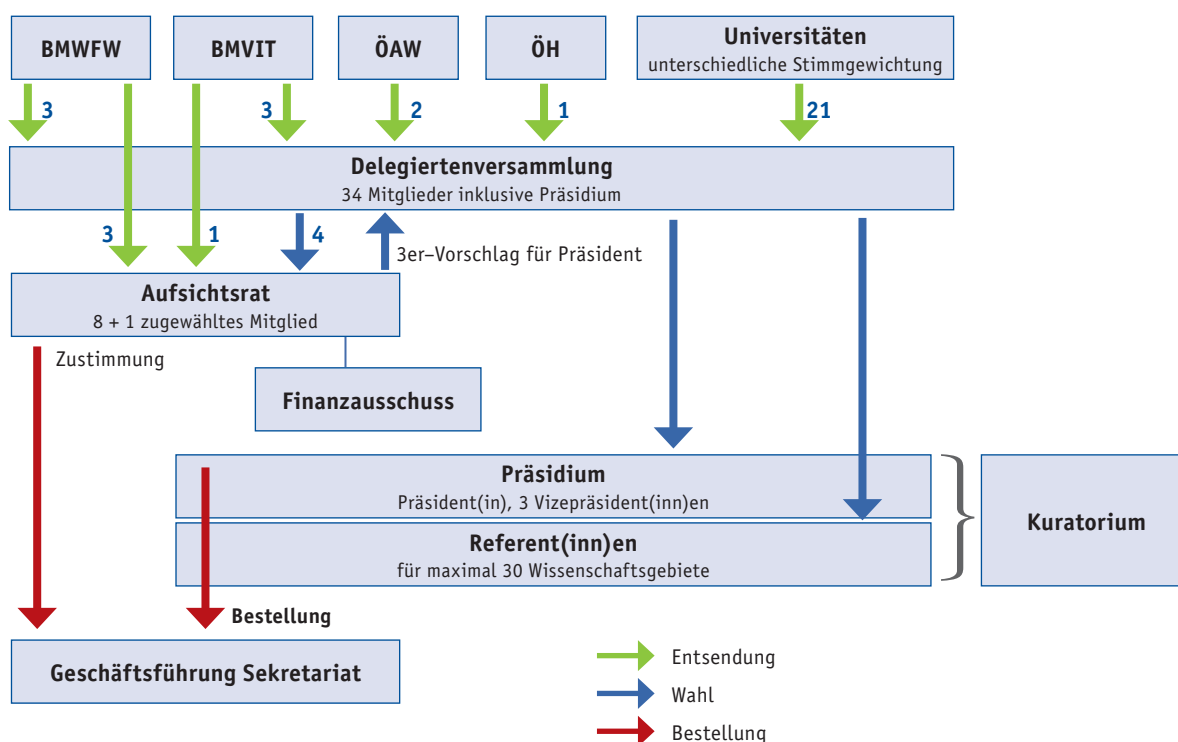 BMWFW
BMVIT
ÖAW
ÖH
Universitäten
unterschiedliche Stimmgewichtung
3
3
2
1
21
Delegiertenversammlung
34 Mitglieder inklusive Präsidium
3
1
4
3er–Vorschlag für Präsident
Aufsichtsrat
8 + 1 zugewähltes Mitglied
Zustimmung
Finanzausschuss
Präsidium
Präsident(in), 3 Vizepräsident(inn)en
Kuratorium
Referent(inn)en
für maximal 30 Wissenschaftsgebiete
Bestellung
Geschäftsführung Sekretariat
Entsendung
Wahl
Bestellung